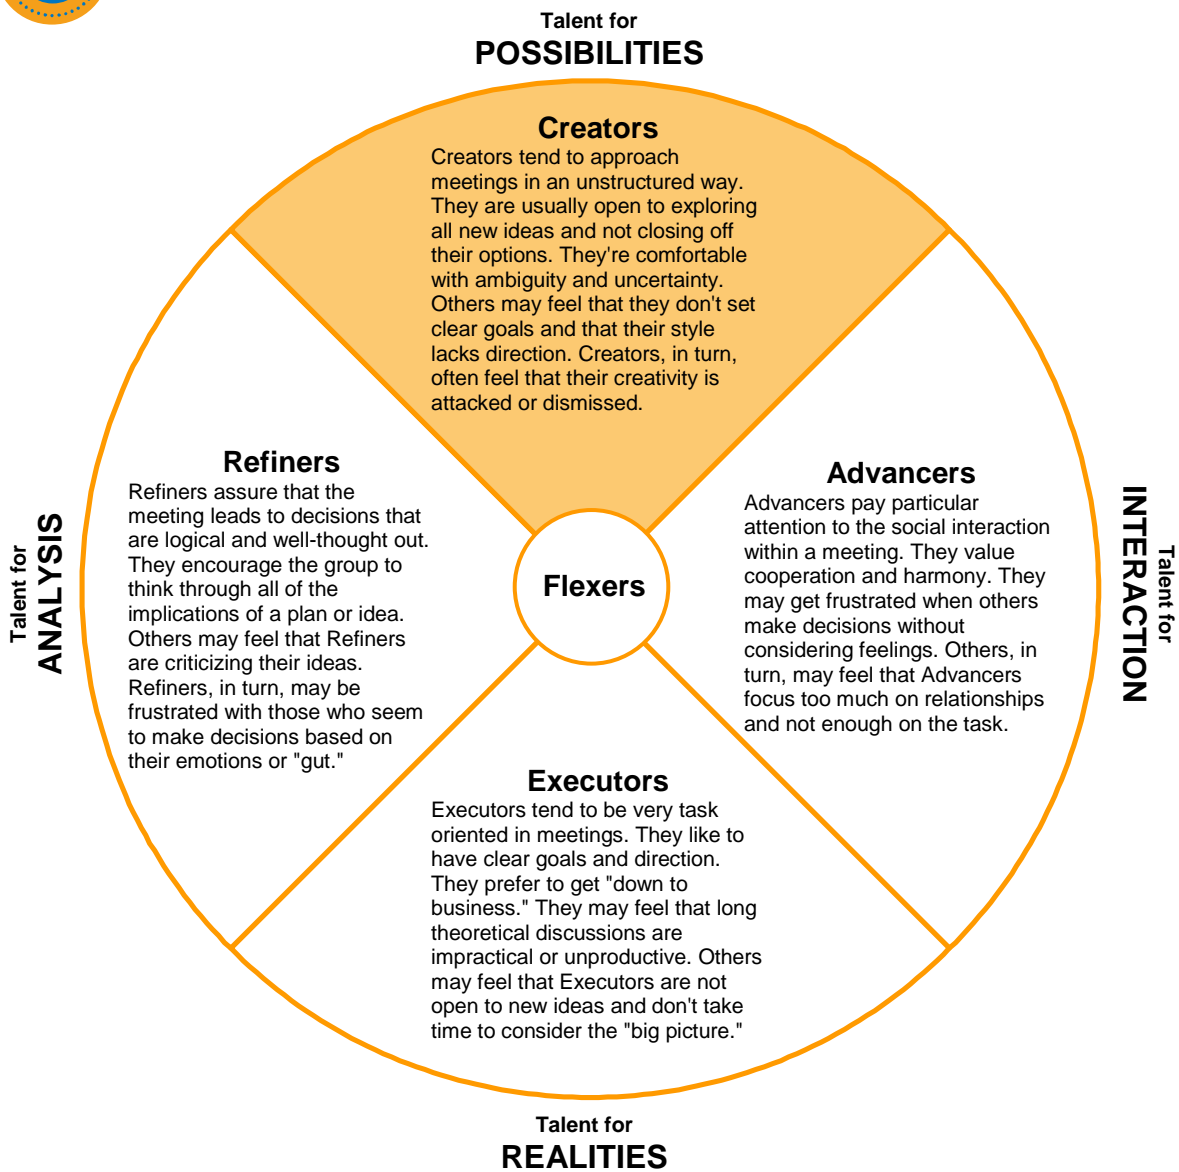 Talent for
POSSIBILITIES
Creators
Creators tend to approach
meetings in an unstructured way.
They are usually open to exploring
all new ideas and not closing off
their options. They're comfortable
with ambiguity and uncertainty.
Others may feel that they don't set
clear goals and that their style
lacks direction. Creators, in turn,
often feel that their creativity is
attacked or dismissed.
Talent for
ANALYSIS
Refiners
Refiners assure that the
meeting leads to decisions that
are logical and well-thought out.
They encourage the group to
think through all of the
implications of a plan or idea.
Others may feel that Refiners
are criticizing their ideas.
Refiners, in turn, may be
frustrated with those who seem
to make decisions based on
their emotions or "gut."
Flexers
Advancers
Advancers pay particular
attention to the social interaction
within a meeting. They value
cooperation and harmony. They
may get frustrated when others
make decisions without
considering feelings. Others, in
turn, may feel that Advancers
focus too much on relationships
and not enough on the task.
Talent for
INTERACTION
Executors
Executors tend to be very task
oriented in meetings. They like to
have clear goals and direction.
They prefer to get "down to
business." They may feel that long
theoretical discussions are
impractical or unproductive. Others
may feel that Executors are not
open to new ideas and don't take
time to consider the "big picture."
Talent for
REALITIES